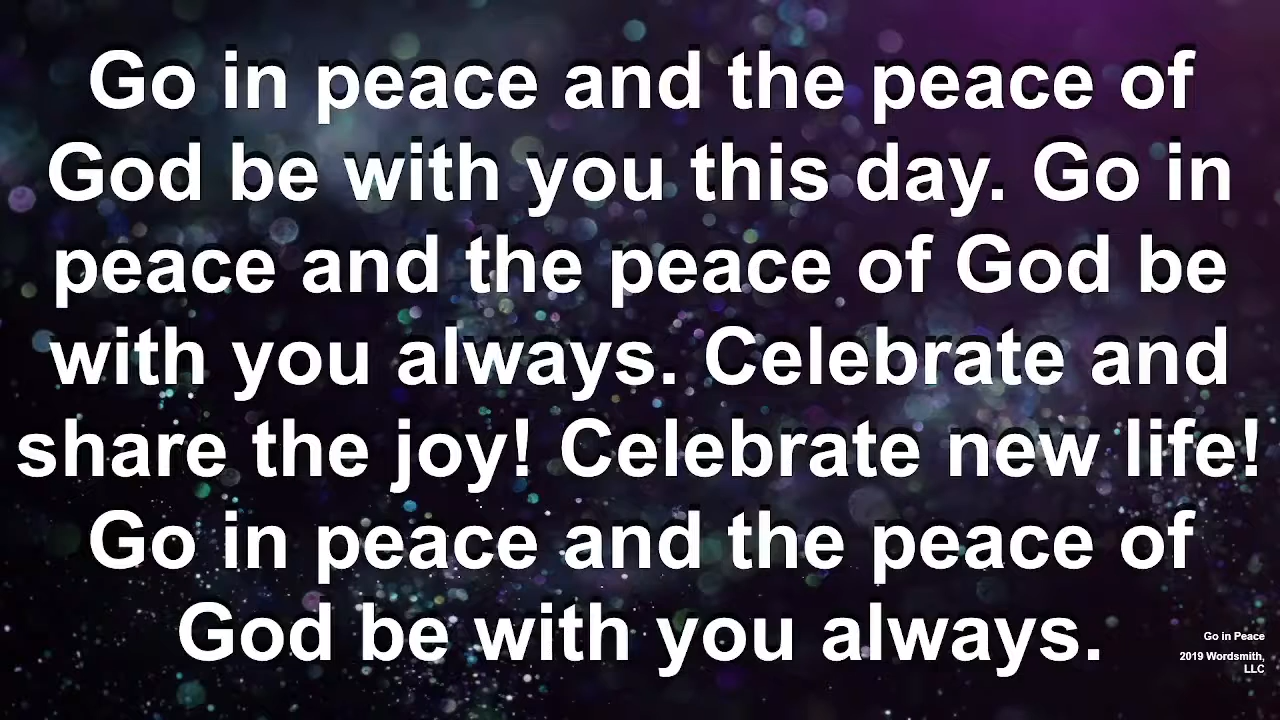 Go in peace and the peace of
God be with you this day. Go in
peace and the peace of God be
with you always. Celebrate and
share the joy! Celebrate new life!
Go in peace and the peace of
God be with you always.
Go in Peace
2019 Wordsmith,
LLC